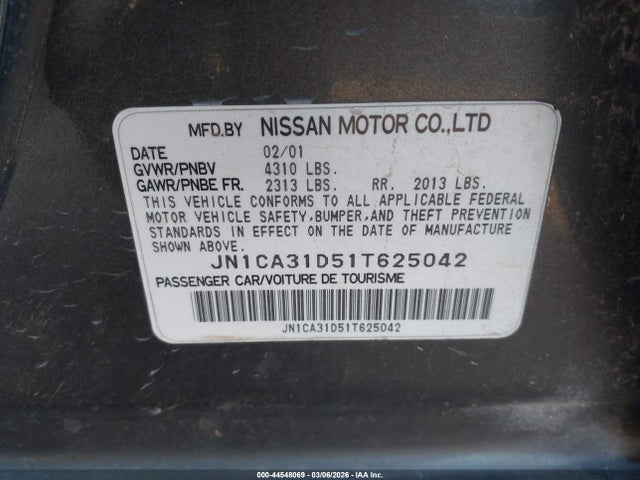 MFD.BY NISSAN MOTOR CO.,LTD
DATE 02/01
GVWR/PNBV 4310 LBS.
GAWR/PNBE FR. 2313 LBS. RR. 2013 LBS.
THIS VEHICLE CONFORMS TO ALL APPLICABLE FEDERAL
MOTOR VEHICLE SAFETY,BUMPER,AND THEFT PREVENTION
STANDARDS IN EFFECT ON THE DATE OF MANUFACTURE
SHOWN ABOVE.
JN1CA31D51T625042
PASSENGER CAR/VOITURE DE TOURISME
JN1CA31D51T625042
000-44548069 • 03/06/2026 • IAA Corp.